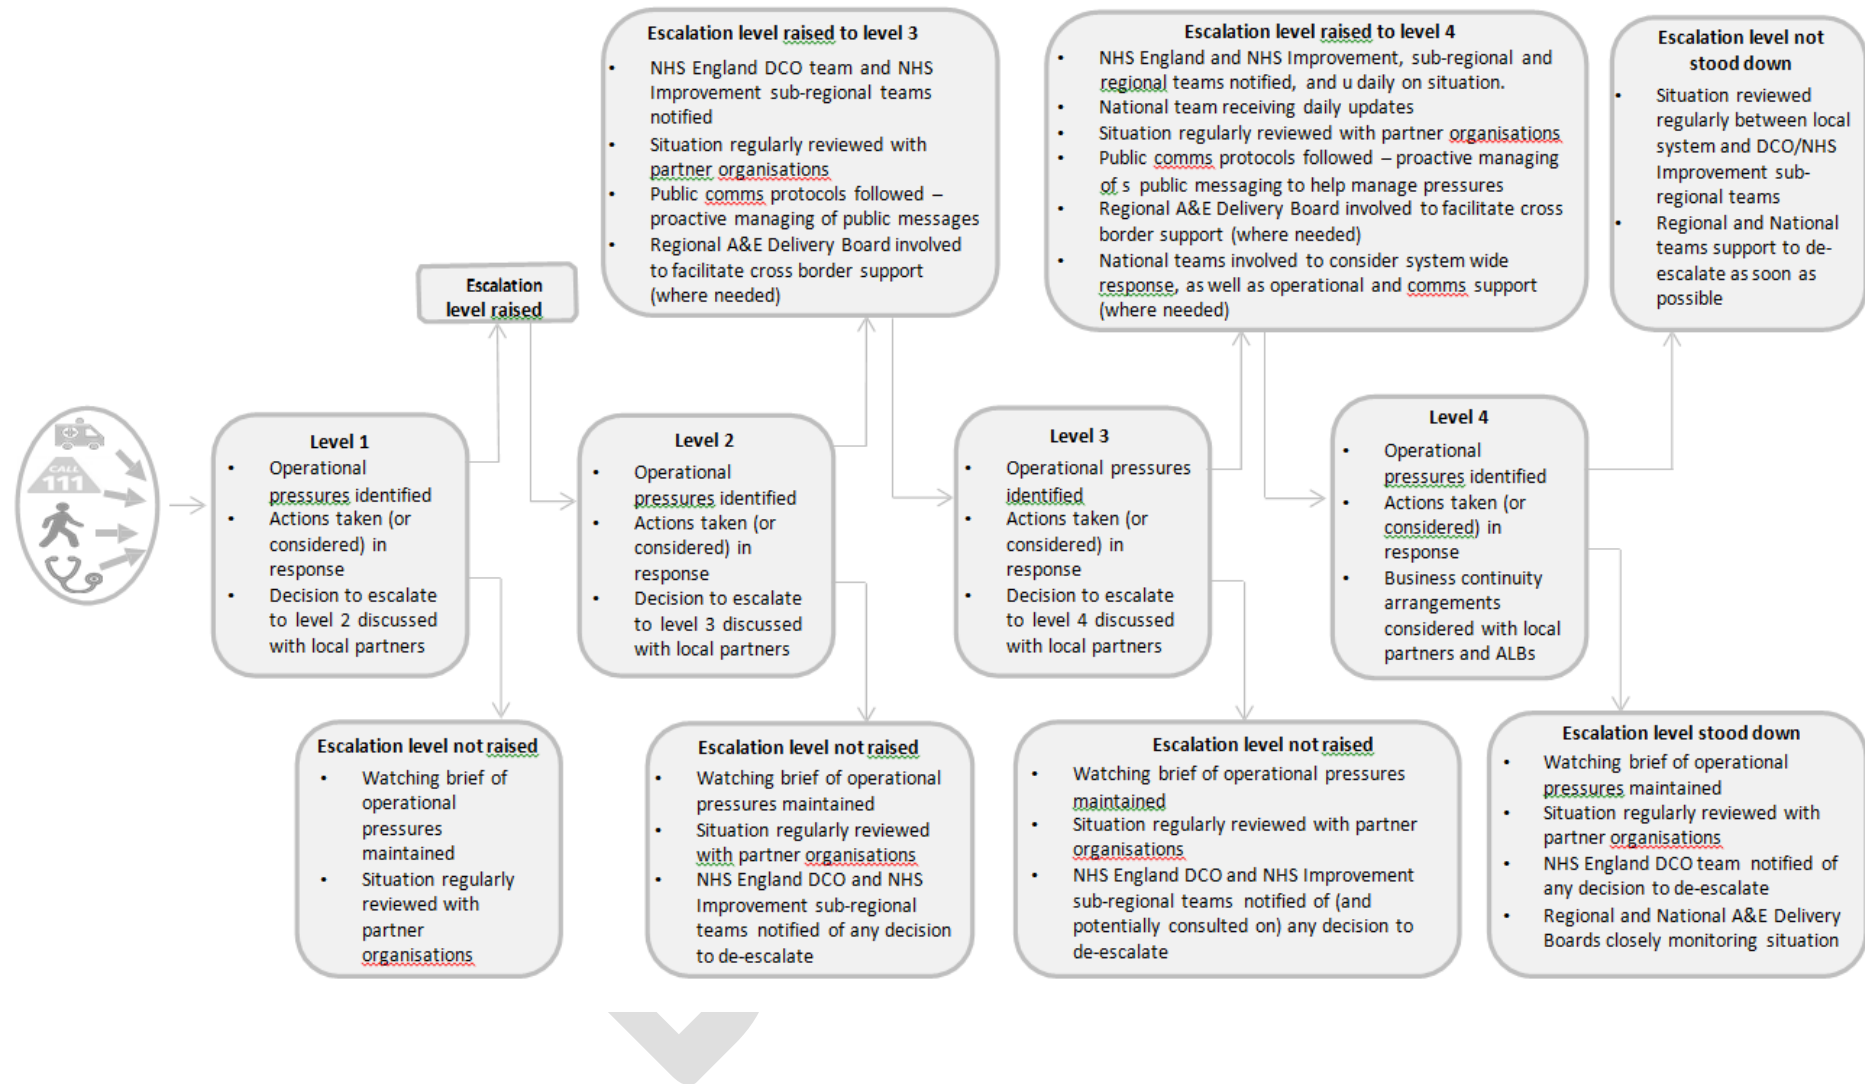 Escalation level raised to level 3
• NHS England DCO team and NHS
Improvement sub-regional teams
notified
• Situation regularly reviewed with
partner organisations
• Public comms protocols followed –
proactive managing of public messages
• Regional A&E Delivery Board involved
to facilitate cross border support
(where needed)
Escalation level raised to level 4
• NHS England and NHS Improvement, sub-regional and
regional teams notified, and u daily on situation.
• National team receiving daily updates
• Situation regularly reviewed with partner organisations
• Public comms protocols followed – proactive managing
of s public messaging to help manage pressures
• Regional A&E Delivery Board involved to facilitate cross
border support (where needed)
• National teams involved to consider system wide
response, as well as operational and comms support
(where needed)
Escalation level not
stood down
• Situation reviewed
regularly between local
system and DCO/NHS
Improvement sub-
regional teams
• Regional and National
teams support to de-
escalate as soon as
possible
Escalation
level raised
CALL
111
Level 1
• Operational
pressures identified
• Actions taken (or
considered) in
response
• Decision to escalate
to level 2 discussed
with local partners
Level 2
• Operational
pressures identified
• Actions taken (or
considered) in
response
• Decision to escalate
to level 3 discussed
with local partners
Level 3
• Operational pressures
identified
• Actions taken (or
considered) in
response
• Decision to escalate
to level 4 discussed
with local partners
Level 4
• Operational
pressures identified
• Actions taken (or
considered) in
response
• Business continuity
arrangements
considered with local
partners and ALBs
Escalation level not raised
• Watching brief of
operational
pressures
maintained
• Situation regularly
reviewed with
partner
organisations
Escalation level not raised
• Watching brief of operational
pressures maintained
• Situation regularly reviewed
with partner organisations
• NHS England DCO and NHS
Improvement sub-regional
teams notified of any decision
to de-escalate
Escalation level not raised
• Watching brief of operational pressures
maintained
• Situation regularly reviewed with partner
organisations
• NHS England DCO and NHS Improvement
sub-regional teams notified of (and
potentially consulted on) any decision to
de-escalate
Escalation level stood down
• Watching brief of operational
pressures maintained
• Situation regularly reviewed with
partner organisations
• NHS England DCO team notified of
any decision to de-escalate
• Regional and National A&E Delivery
Boards closely monitoring situation